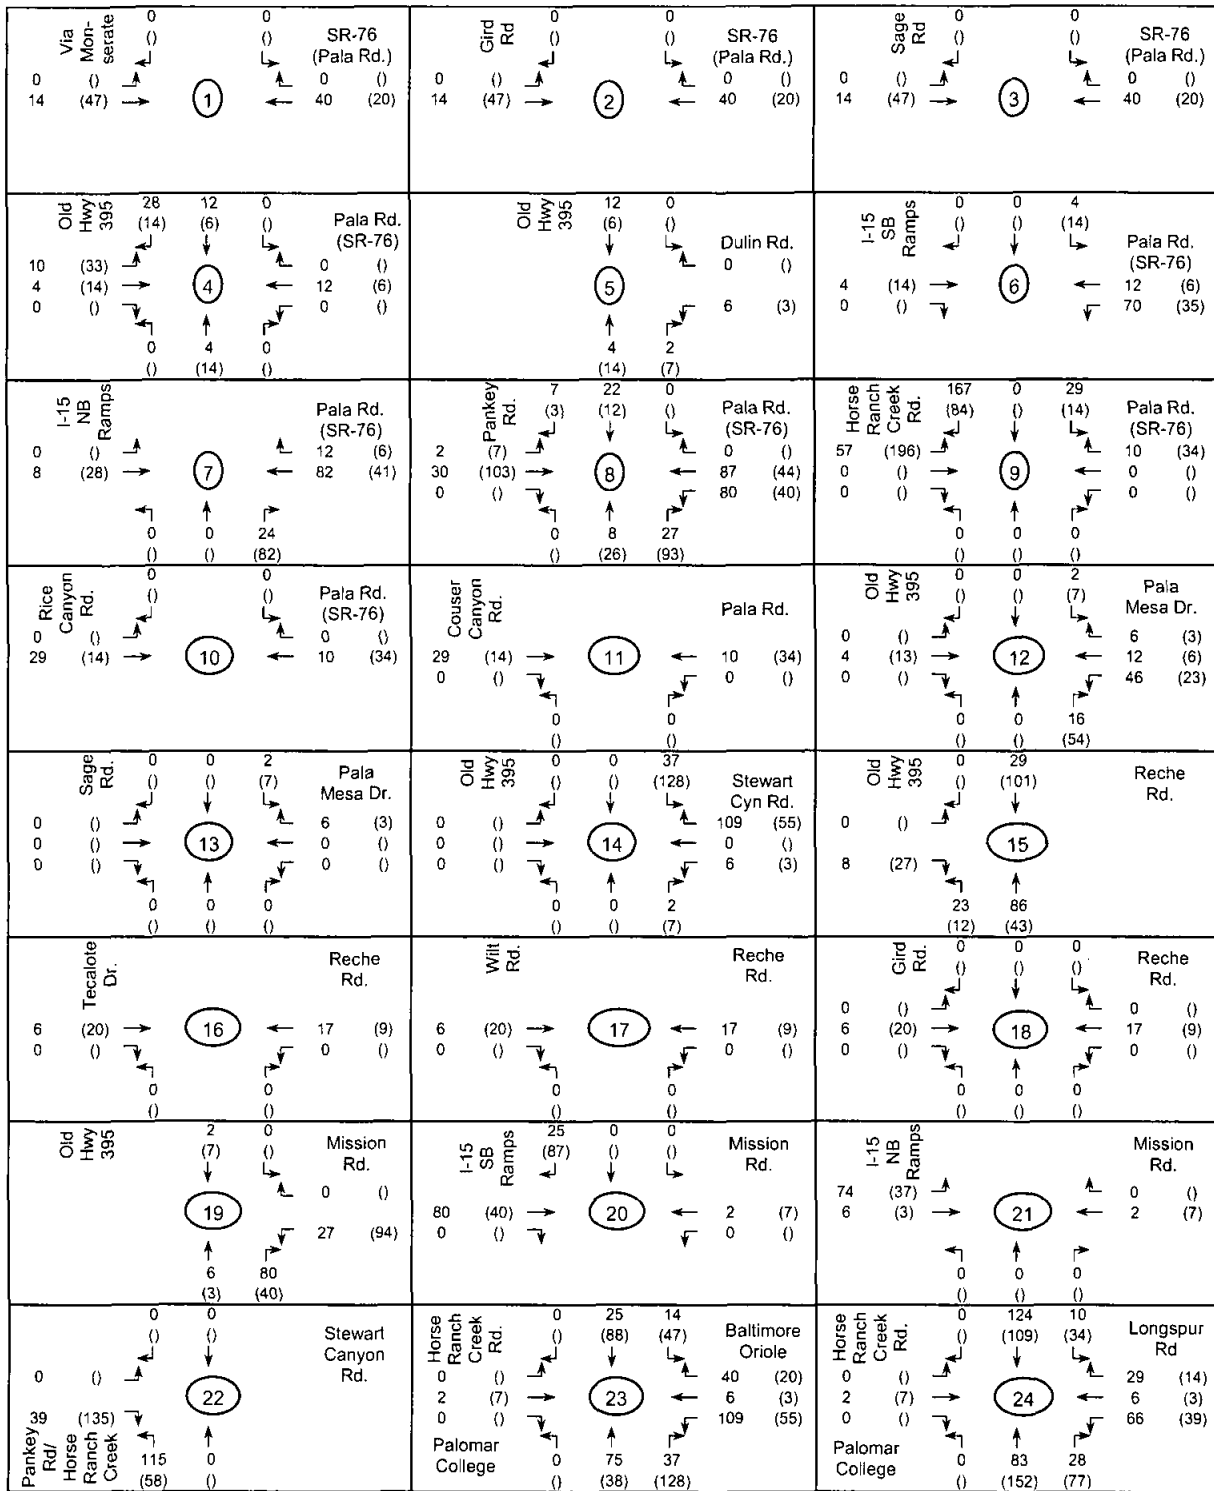 Via Mon- serate
0 0
() ()
SR-76
(Pala Rd.)
0 () 0 ()
14 (47) 1 40 (20)
Gird Rd
0 0
() ()
SR-76
(Pala Rd.)
0 () 0 ()
14 (47) 2 40 (20)
Sage Rd
0 0
() ()
SR-76
(Pala Rd.)
0 () 0 ()
14 (47) 3 40 (20)
Old Hwy 395
28 12 0
(14) (6) ()
Pala Rd.
(SR-76)
10 (33) 0 ()
4 (14) 4 12 (6)
0 () 0 ()
0 4 0
() (14) ()
Old Hwy 395
12 0
(6) ()
Dulin Rd.
0 ()
5
6 (3)
4 2
(14) (7)
I-15 SB Ramps
0 0 4
() () (14)
Pala Rd.
(SR-76)
4 (14) 6 12 (6)
0 () 70 (35)
I-15 NB Ramps
Pala Rd.
(SR-76)
0 () 12 (6)
8 (28) 7 82 (41)
0 0 24
() () (82)
Pankey Rd.
7 22 0
(3) (12) ()
Pala Rd.
(SR-76)
2 (7) 0 ()
30 (103) 8 87 (44)
0 () 80 (40)
0 8 27
() (26) (93)
Horse Ranch Creek Rd.
167 0 29
(84) () (14)
Pala Rd.
(SR-76)
57 (196) 10 (34)
0 () 9 0 ()
0 () 0 ()
0 0 0
() () ()
Rice Canyon Rd.
0 0
() ()
Pala Rd.
(SR-76)
0 () 0 ()
29 (14) 10 10 (34)
Couser Canyon Rd.
Pala Rd.
29 (14) 11 10 (34)
0 () 0 ()
0 0
() ()
Old Hwy 395
0 0 2
() () (7)
Pala
Mesa Dr.
0 () 6 (3)
4 (13) 12 12 (6)
0 () 46 (23)
0 0 16
() () (54)
Sage Rd.
0 0 2
() () (7)
Pala
Mesa Dr.
0 () 6 (3)
0 () 13 0 ()
0 () 0 ()
0 0 0
() () ()
Old Hwy 395
0 0 37
() () (128)
Stewart
Cyn Rd.
0 () 109 (55)
0 () 14 0 ()
0 () 6 (3)
0 0 2
() () (7)
Old Hwy 395
0 29
() (101)
Reche
Rd.
0 ()
15
8 (27)
23 86
(12) (43)
Tecalote Dr.
Reche
Rd.
6 (20) 16 17 (9)
0 () 0 ()
0 0
() ()
Wilt Rd.
Reche
Rd.
6 (20) 17 17 (9)
0 () 0 ()
0 0
() ()
Gird Rd.
0 0 0
() () ()
Reche
Rd.
0 () 0 ()
6 (20) 18 17 (9)
0 () 0 ()
0 0 0
() () ()
Old Hwy 395
2 0
(7) ()
Mission
Rd.
0 ()
19
27 (94)
6 80
(3) (40)
I-15 SB Ramps
25 0 0
(87) () ()
Mission
Rd.
80 (40) 20 2 (7)
0 () 0 ()
I-15 NB Ramps
Mission
Rd.
74 (37) 0 ()
6 (3) 21 2 (7)
0 0 0
() () ()
0 0
() ()
Stewart
Canyon
Rd.
0 ()
22
39 (135)
Pankey Rd/ Horse Ranch Creek
115 0
(58) ()
Horse Ranch Creek Rd.
0 25 14
() (88) (47)
Baltimore
Oriole
0 () 40 (20)
2 (7) 23 6 (3)
0 () 109 (55)
Palomar
College
0 75 37
() (38) (128)
Horse Ranch Creek Rd.
0 124 10
() (109) (34)
Longspur
Rd
0 () 29 (14)
2 (7) 24 6 (3)
0 () 66 (39)
Palomar
College
0 83 28
() (152) (77)